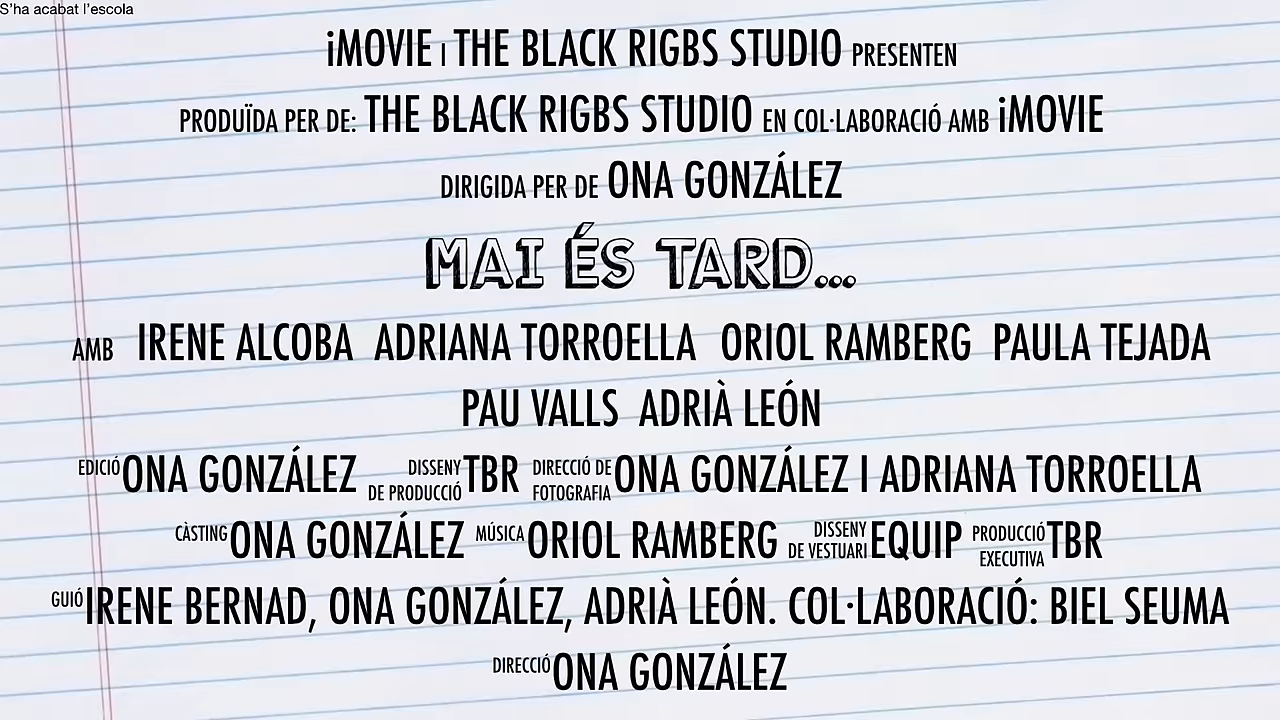 S'ha acabat l'escola
iMOVIE I THE BLACK RIGBS STUDIO PRESENTEN
PRODUÏDA PER DE: THE BLACK RIGBS STUDIO EN COL·LABORACIÓ AMB iMOVIE
DIRIGIDA PER DE ONA GONZÁLEZ
MAI ÉS TARD...
AMB IRENE ALCOBA ADRIANA TORROELLA ORIOL RAMBERG PAULA TEJADA
PAU VALLS ADRIÀ LEÓN
EDICIÓ ONA GONZÁLEZ DISSENY DE PRODUCCIÓ TBR DIRECCIÓ DE FOTOGRAFIA ONA GONZÁLEZ I ADRIANA TORROELLA
CÀSTING ONA GONZÁLEZ MÚSICA ORIOL RAMBERG DISSENY DE VESTUARI EQUIP PRODUCCIÓ EXECUTIVA TBR
GUIÓ IRENE BERNAD, ONA GONZÁLEZ, ADRIÀ LEÓN. COL·LABORACIÓ: BIEL SEUMA
DIRECCIÓ ONA GONZÁLEZ